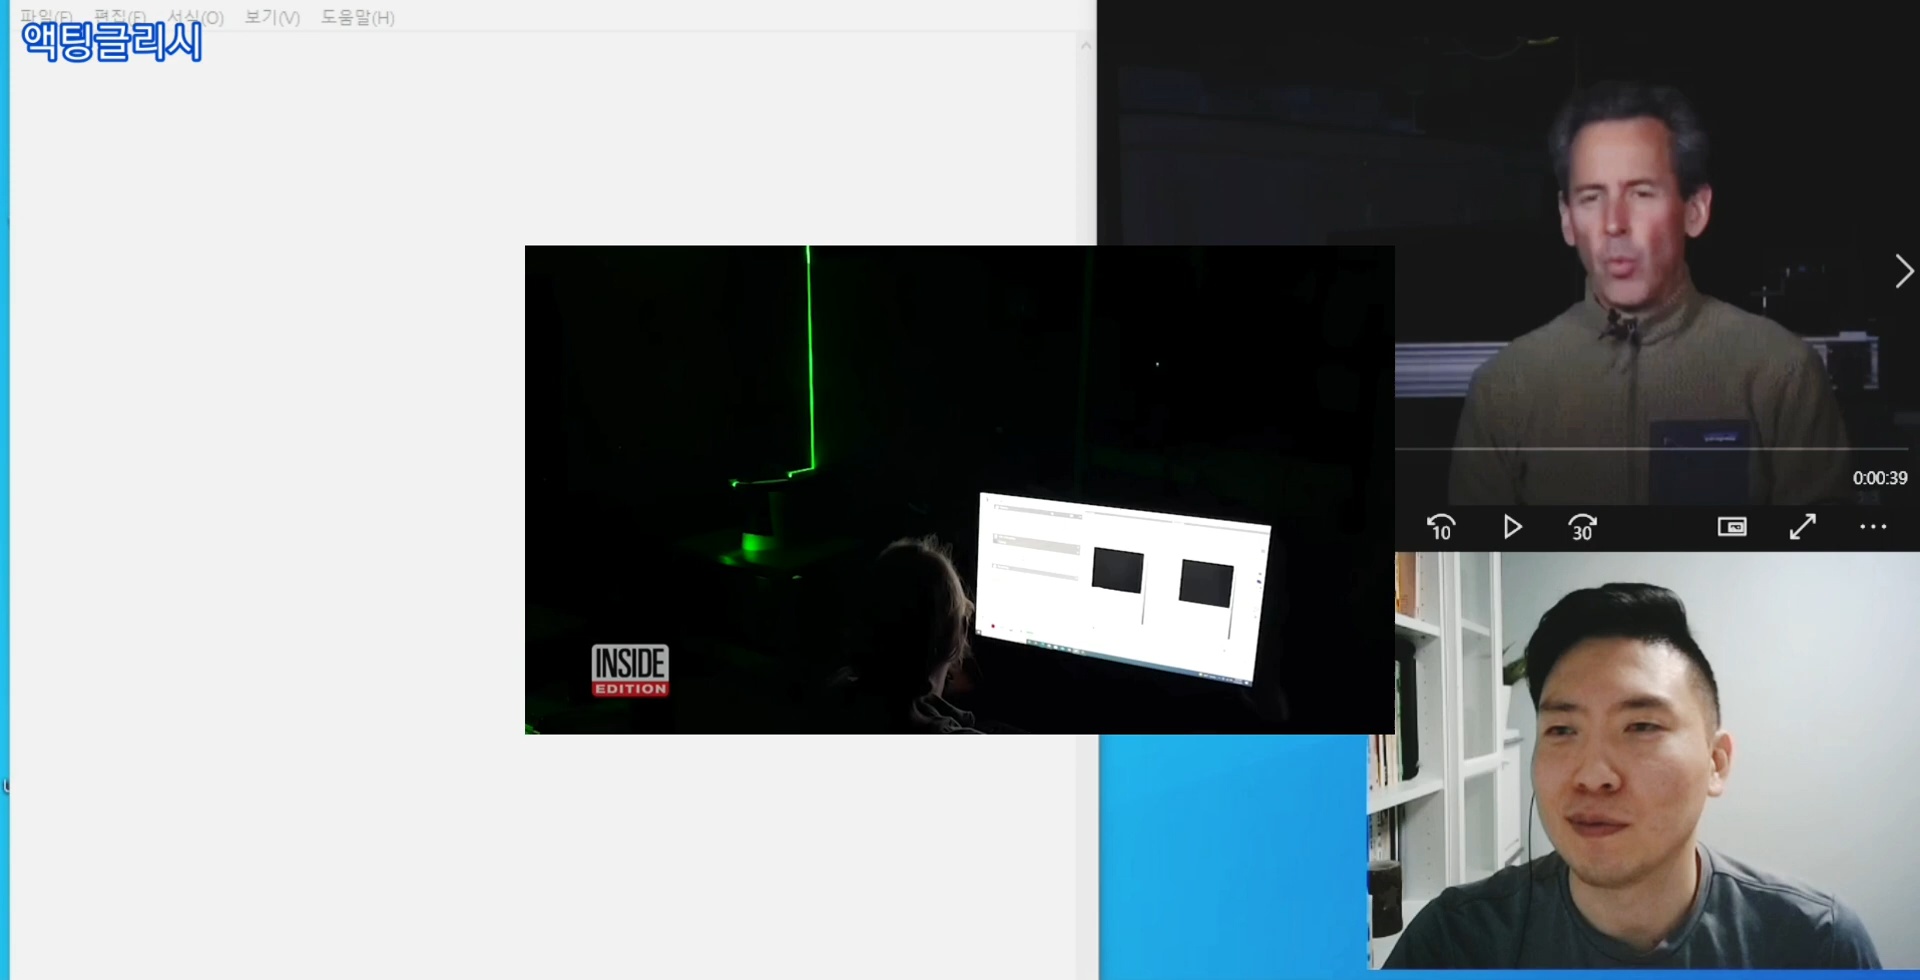 파일(F) 편집(E) 서식(O) 보기(V) 도움말(H)
액팅글리시
0:00:39
10
30
INSIDE
EDITION